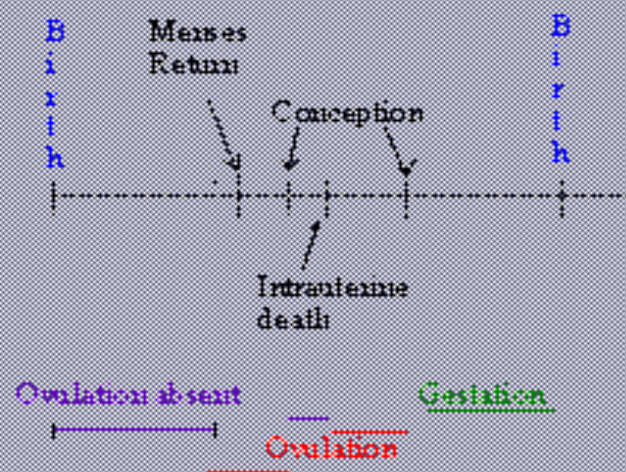 Birth
Menses
Return
Conception
Birth
Intrauterine
death
Ovulation absent
Gestation
Ovulation